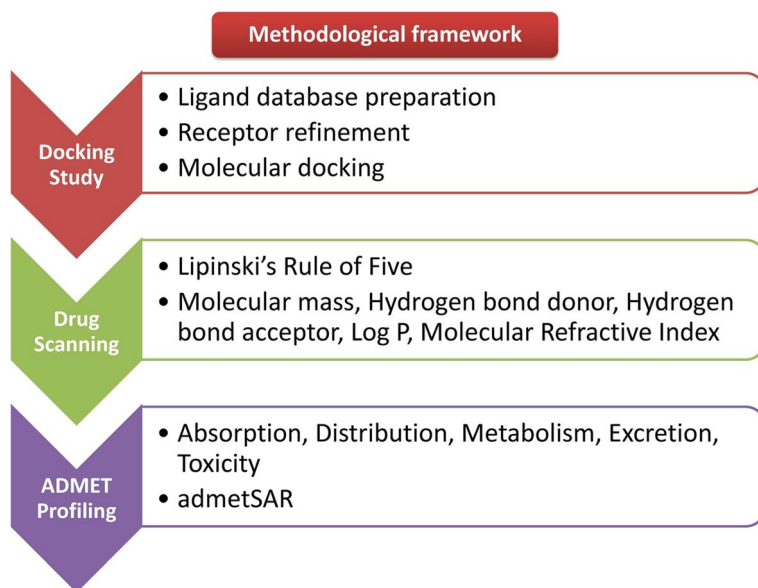 Methodological framework
Docking
Study
• Ligand database preparation
• Receptor refinement
• Molecular docking
Drug
Scanning
• Lipinski’s Rule of Five
• Molecular mass, Hydrogen bond donor, Hydrogen
bond acceptor, Log P, Molecular Refractive Index
ADMET
Profiling
• Absorption, Distribution, Metabolism, Excretion,
Toxicity
• admetSAR